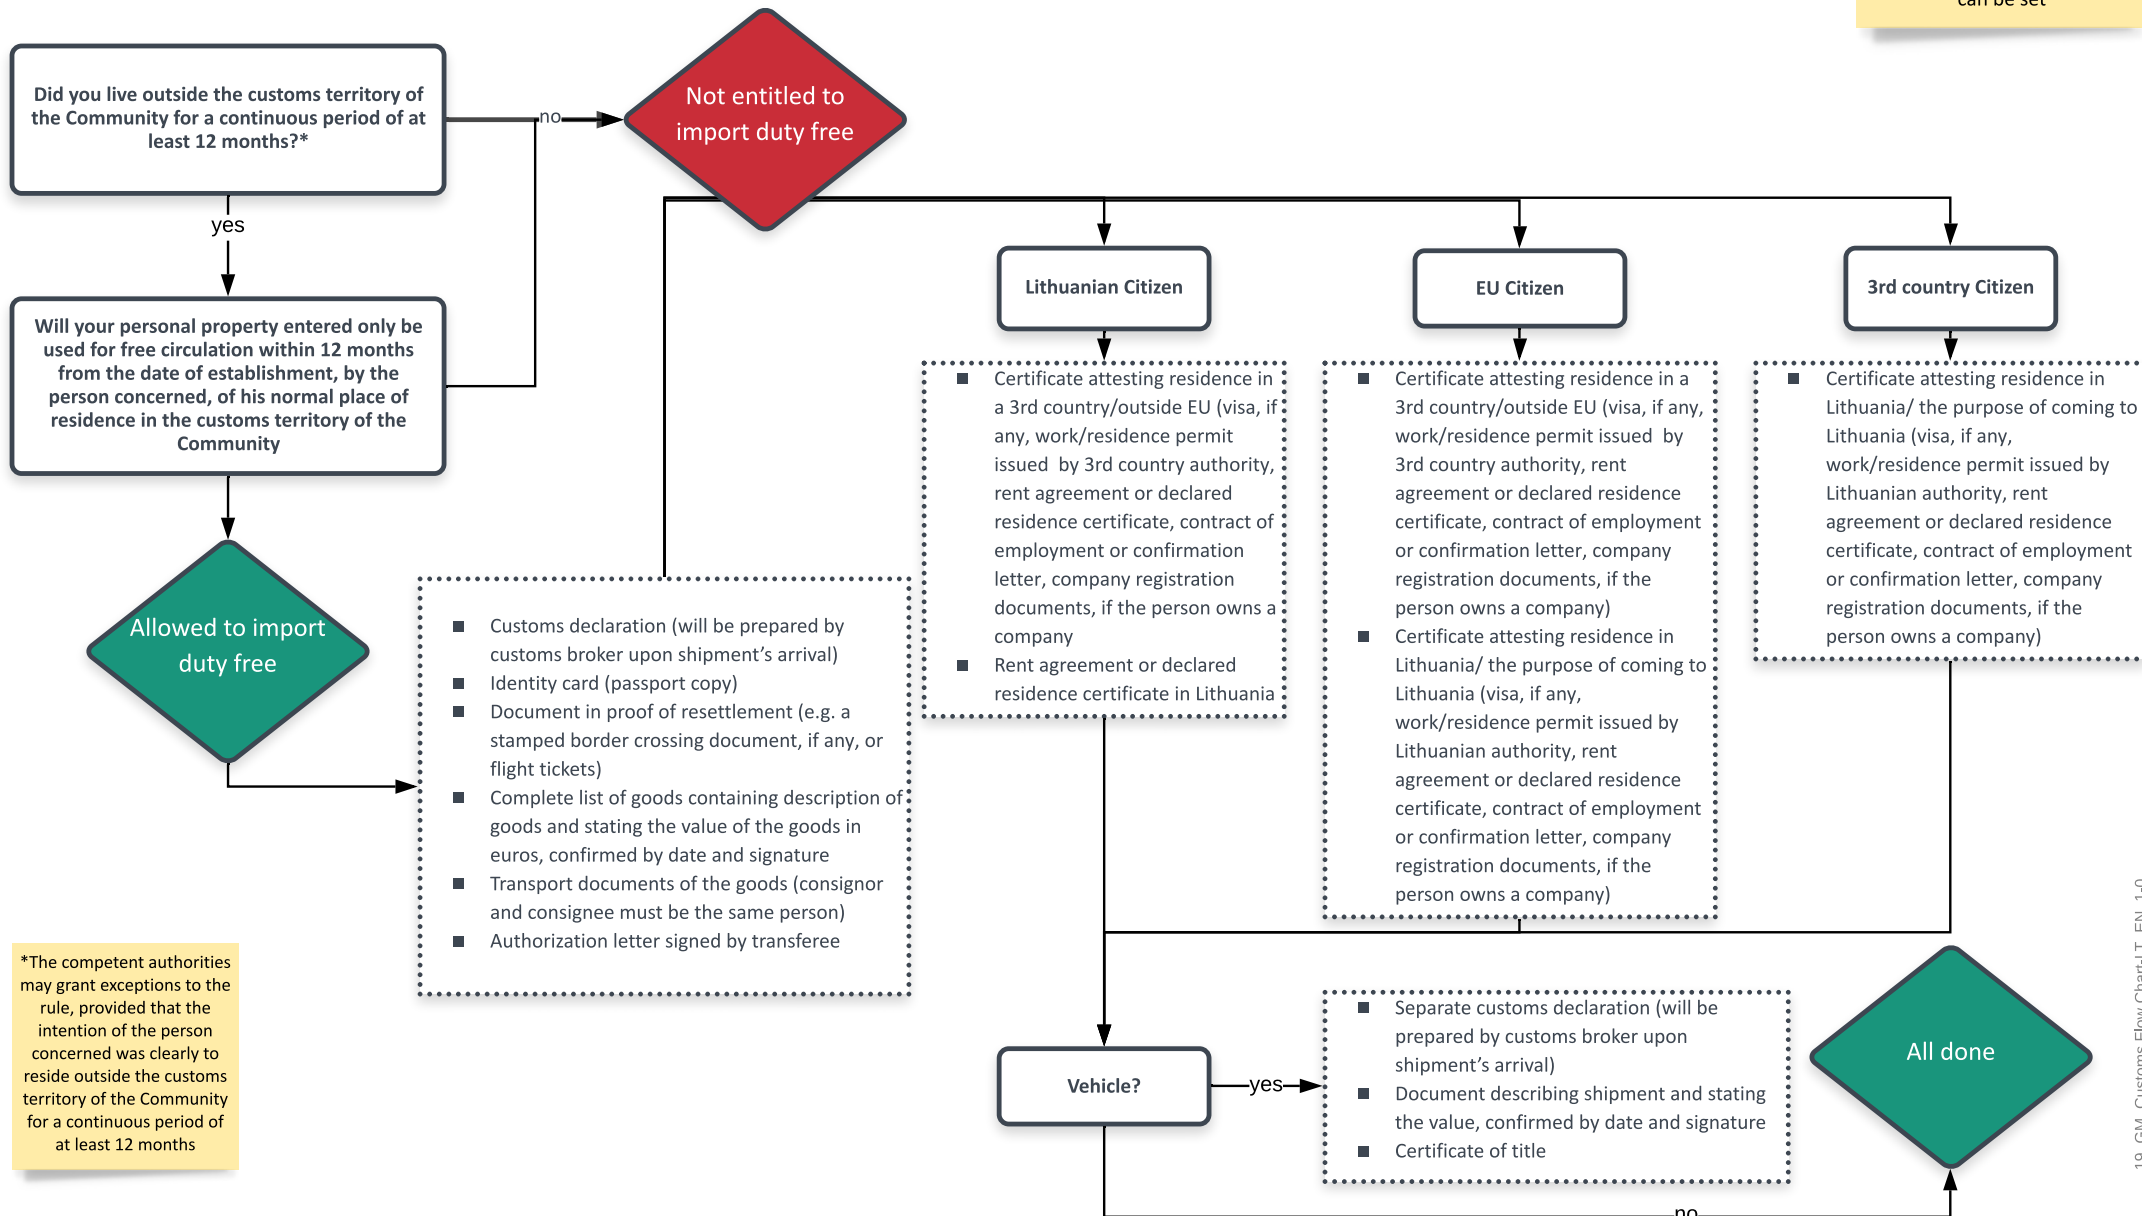 can be set
Did you live outside the customs territory of
the Community for a continuous period of at
least 12 months?*
no
Not entitled to
import duty free
yes
Will your personal property entered only be
used for free circulation within 12 months
from the date of establishment, by the
person concerned, of his normal place of
residence in the customs territory of the
Community
Allowed to import
duty free
■ Customs declaration (will be prepared by
customs broker upon shipment’s arrival)
■ Identity card (passport copy)
■ Document in proof of resettlement (e.g. a
stamped border crossing document, if any, or
flight tickets)
■ Complete list of goods containing description of
goods and stating the value of the goods in
euros, confirmed by date and signature
■ Transport documents of the goods (consignor
and consignee must be the same person)
■ Authorization letter signed by transferee
Lithuanian Citizen
■ Certificate attesting residence in
a 3rd country/outside EU (visa, if
any, work/residence permit
issued  by 3rd country authority,
rent agreement or declared
residence certificate, contract of
employment or confirmation
letter, company registration
documents, if the person owns a
company
■ Rent agreement or declared
residence certificate in Lithuania
EU Citizen
■ Certificate attesting residence in a
3rd country/outside EU (visa, if any,
work/residence permit issued  by
3rd country authority, rent
agreement or declared residence
certificate, contract of employment
or confirmation letter, company
registration documents, if the
person owns a company)
■ Certificate attesting residence in
Lithuania/ the purpose of coming to
Lithuania (visa, if any,
work/residence permit issued by
Lithuanian authority, rent
agreement or declared residence
certificate, contract of employment
or confirmation letter, company
registration documents, if the
person owns a company)
3rd country Citizen
■ Certificate attesting residence in
Lithuania/ the purpose of coming to
Lithuania (visa, if any,
work/residence permit issued by
Lithuanian authority, rent
agreement or declared residence
certificate, contract of employment
or confirmation letter, company
registration documents, if the
person owns a company)
*The competent authorities
may grant exceptions to the
rule, provided that the
intention of the person
concerned was clearly to
reside outside the customs
territory of the Community
for a continuous period of
at least 12 months
Vehicle?
yes
■ Separate customs declaration (will be
prepared by customs broker upon
shipment’s arrival)
■ Document describing shipment and stating
the value, confirmed by date and signature
■ Certificate of title
All done
no